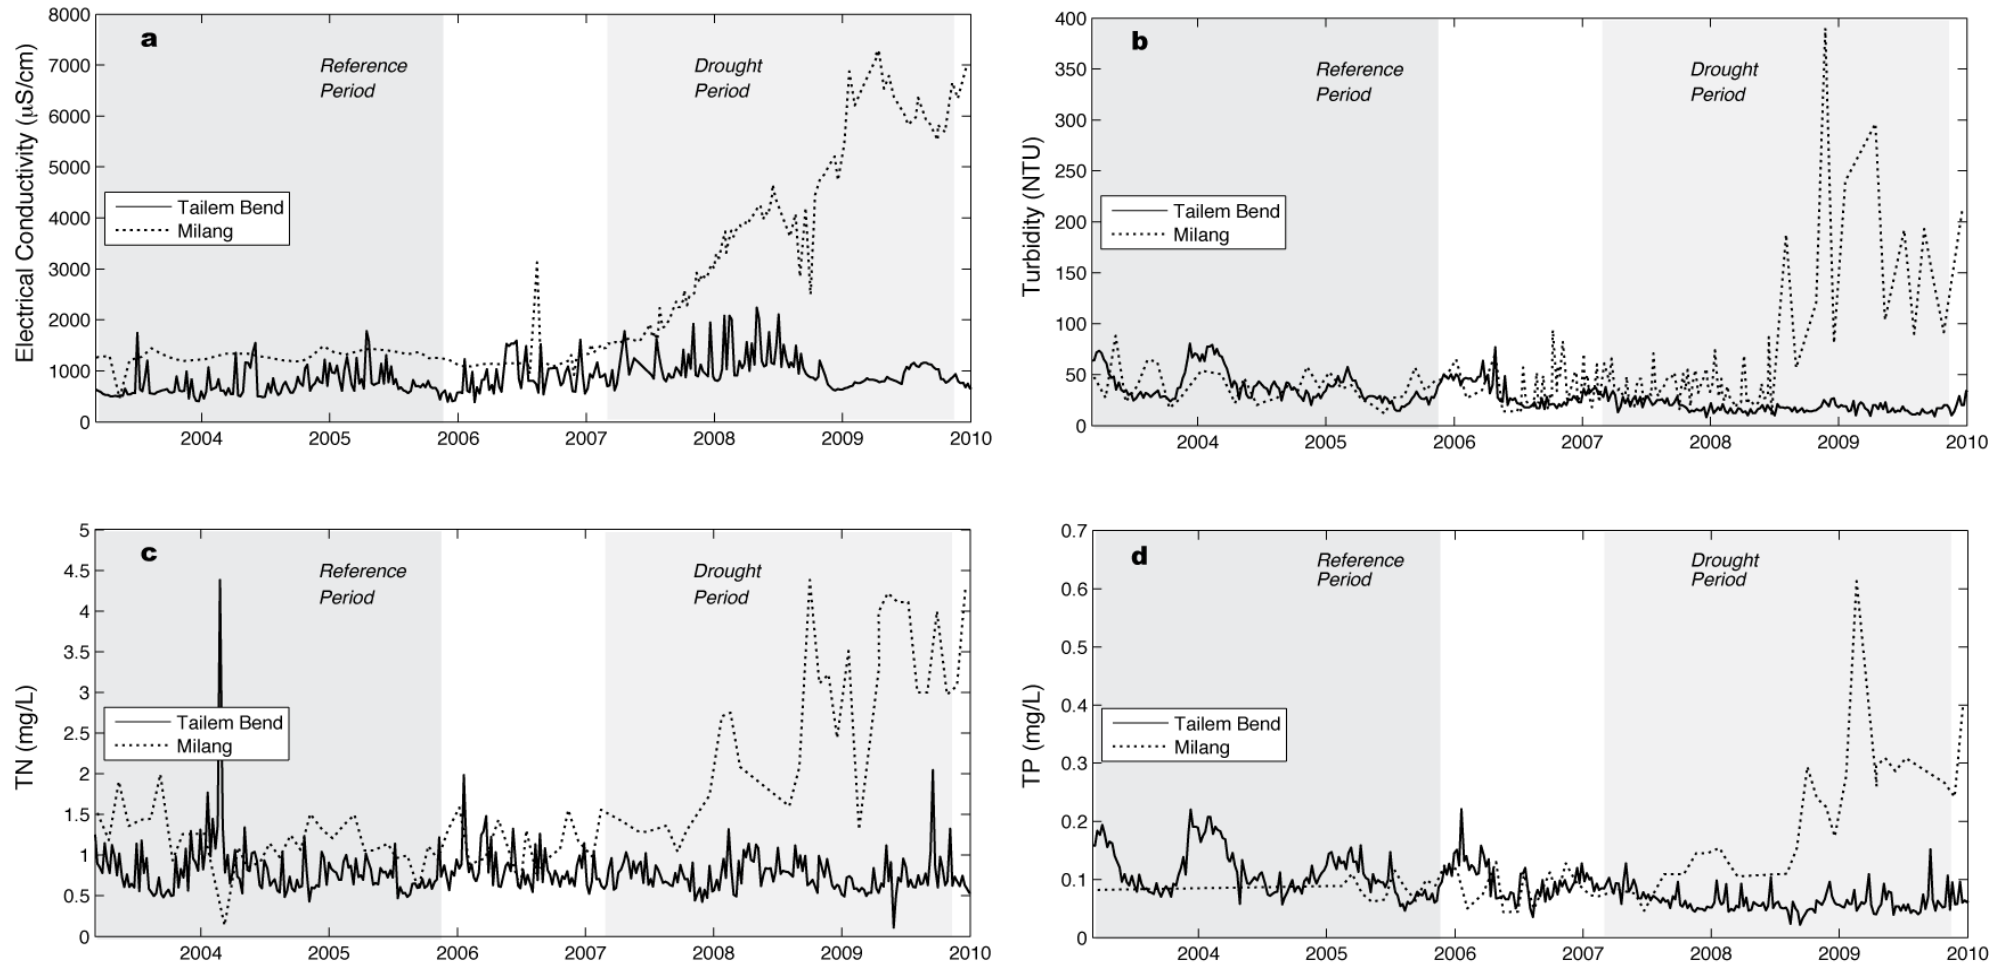 a
Reference
Period
Drought
Period
Electrical Conductivity (µS/cm)
8000
7000
6000
5000
4000
3000
2000
1000
0
Tailem Bend
Milang
2004 2005 2006 2007 2008 2009 2010
b
Reference
Period
Drought
Period
Turbidity (NTU)
400
350
300
250
200
150
100
50
0
Tailem Bend
Milang
2004 2005 2006 2007 2008 2009 2010
c
Reference
Period
Drought
Period
TN (mg/L)
5
4.5
4
3.5
3
2.5
2
1.5
1
0.5
0
Tailem Bend
Milang
2004 2005 2006 2007 2008 2009 2010
d
Reference
Period
Drought
Period
TP (mg/L)
0.7
0.6
0.5
0.4
0.3
0.2
0.1
0
Tailem Bend
Milang
2004 2005 2006 2007 2008 2009 2010